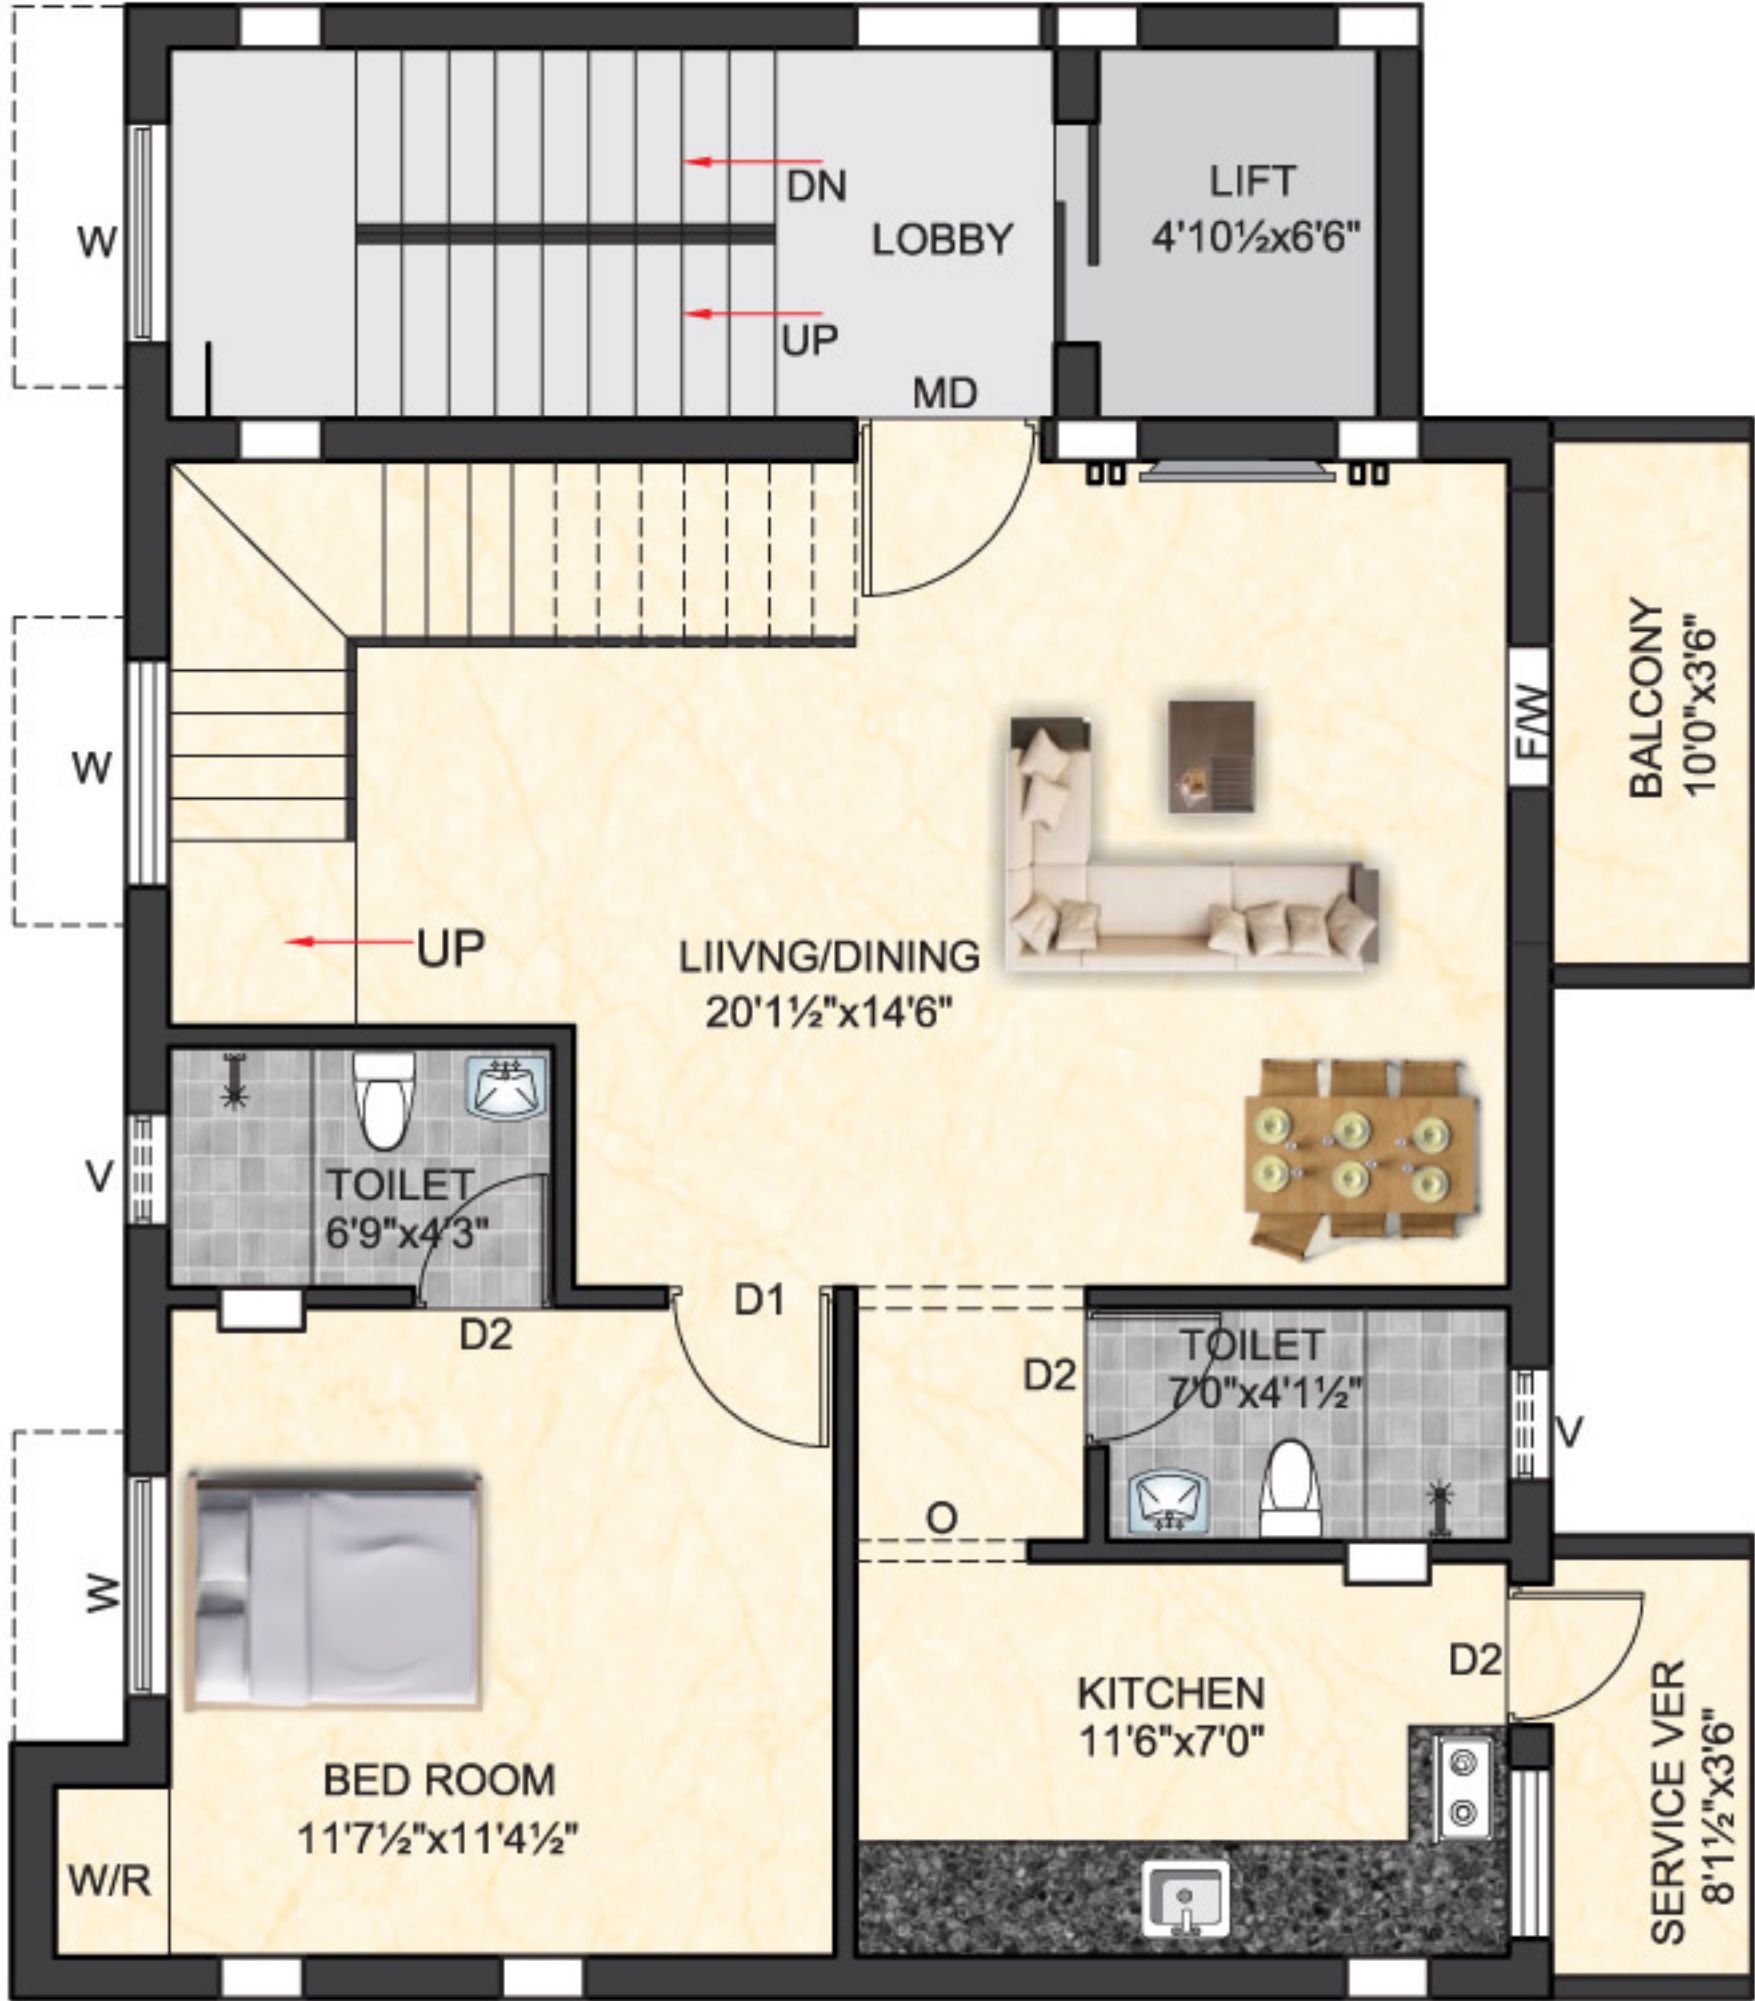 DN
LIFT
4'10½x6'6"
W
LOBBY
UP
MD
BALCONY
10'0"x3'6"
F/W
W
UP
LIIVNG/DINING
20'1½"x14'6"
V
TOILET
6'9"x4'3"
D1
D2
TOILET
7'0"x4'1½"
D2
V
O
W
D2
KITCHEN
11'6"x7'0"
SERVICE VER
8'1½"x3'6"
BED ROOM
11'7½"x11'4½"
W/R